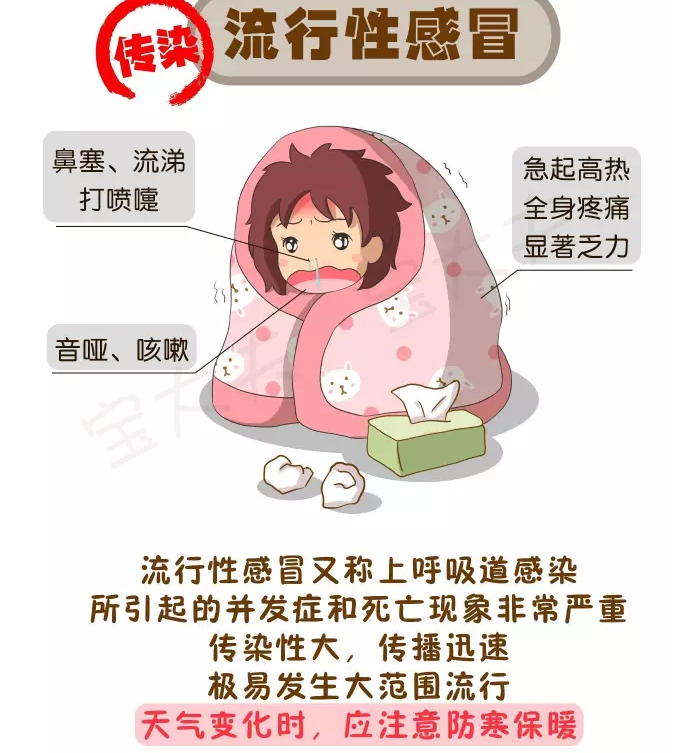 传染
流行性感冒
鼻塞、流涕
打喷嚏
急起高热
全身疼痛
显著乏力
音哑、咳嗽
流行性感冒又称上呼吸道感染
所引起的并发症和死亡现象非常严重
传染性大，传播迅速
极易发生大范围流行
天气变化时，应注意防寒保暖